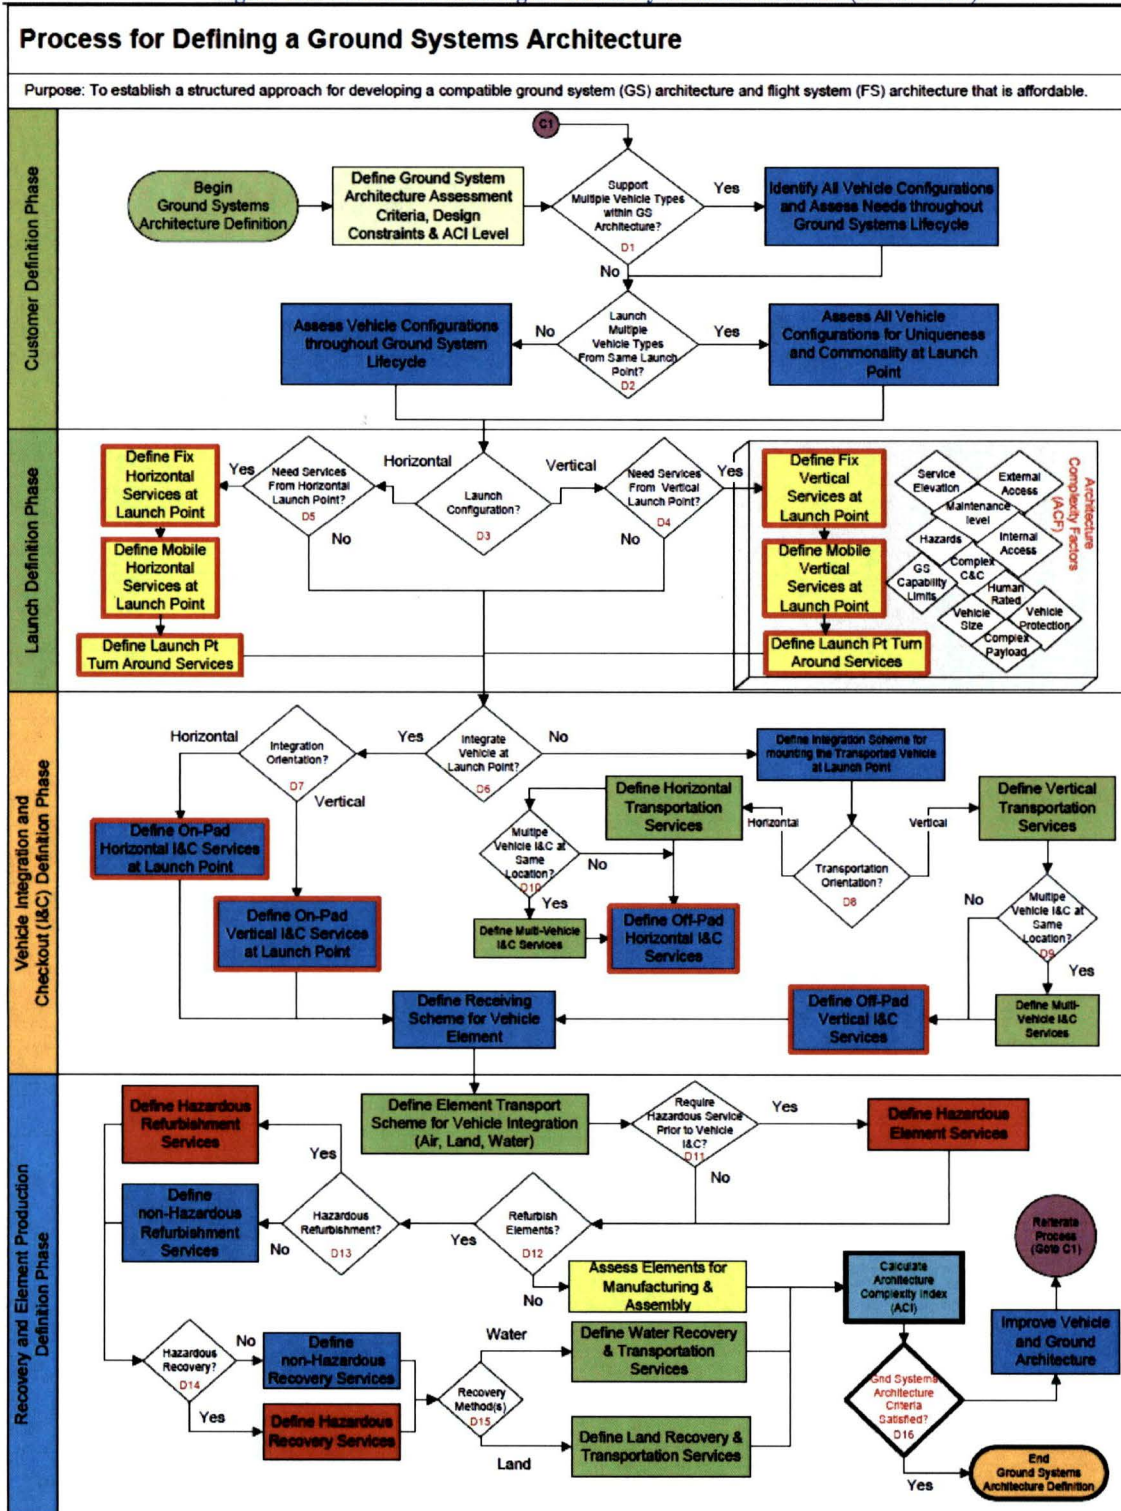 Process for Defining a Ground Systems Architecture
Purpose: To establish a structured approach for developing a compatible ground system (GS) architecture and flight system (FS) architecture that is affordable.
Customer Definition Phase
C1
Begin
Ground Systems
Architecture Definition
Define Ground System
Architecture Assessment
Criteria, Design
Constraints & ACI Level
Support
Multiple Vehicle Types
within GS
Architecture?
D1
Yes
No
Identify All Vehicle Configurations
and Assess Needs throughout
Ground Systems Lifecycle
Assess Vehicle Configurations
throughout Ground System
Lifecycle
No
Launch
Multiple
Vehicle Types
From Same Launch
Point?
D2
Yes
Assess All Vehicle
Configurations for Uniqueness
and Commonality at Launch
Point
Launch Definition Phase
Define Fix
Horizontal
Services at
Launch Point
Yes
Need Services
From Horizontal
Launch Point?
D5
No
Horizontal
Launch
Configuration?
D3
Vertical
Need Services
From Vertical
Launch Point?
D4
No
Yes
Define Fix
Vertical
Services at
Launch Point
Define Mobile
Horizontal
Services at
Launch Point
Define Launch Pt
Turn Around Services
Define Mobile
Vertical
Services at
Launch Point
Define Launch Pt Turn
Around Services
Service
Elevation
External
Access
Maintenance
level
Hazards
Internal
Access
Complex
C&C
GS
Capability
Limits
Human
Rated
Vehicle
Size
Vehicle
Protection
Complex
Payload
Architecture
Complexity Factors
(ACF)
Vehicle Integration and
Checkout (I&C) Definition Phase
Horizontal
Integration
Orientation?
D7
Vertical
Yes
Integrate
Vehicle at
Launch Point?
D6
No
Define Integration Scheme for
mounting the Transported Vehicle
at Launch Point
Define On-Pad
Horizontal I&C Services
at Launch Point
Define On-Pad
Vertical I&C Services
at Launch Point
Define Horizontal
Transportation
Services
Horizontal
Transportation
Orientation?
D8
Vertical
Define Vertical
Transportation
Services
Multipe
Vehicle I&C at
Same
Location?
D10
No
Yes
Define Multi-Vehicle
I&C Services
Define Off-Pad
Horizontal I&C
Services
No
Multipe
Vehicle I&C at
Same
Location?
D9
Yes
Define Multi-
Vehicle I&C
Services
Define Off-Pad
Vertical I&C
Services
Define Receiving
Scheme for Vehicle
Element
Recovery and Element Production
Definition Phase
Define Hazardous
Refurbishment
Services
Yes
Define Element Transport
Scheme for Vehicle Integration
(Air, Land, Water)
Require
Hazardous Service
Prior to Vehicle
I&C?
D11
Yes
No
Define Hazardous
Element Services
Define
non-Hazardous
Refurbishment
Services
Hazardous
Refurbishment?
D13
No
Yes
Refurbish
Elements?
D12
No
Assess Elements for
Manufacturing &
Assembly
Calculate
Architecture
Complexity Index
(ACI)
Reiterate
Process
(Goto C1)
Improve Vehicle
and Ground
Architecture
Hazardous
Recovery?
D14
No
Yes
Define
non-Hazardous
Recovery Services
Define Hazardous
Recovery Services
Recovery
Method(s)
D15
Water
Land
Define Water Recovery
& Transportation
Services
Define Land Recovery &
Transportation Services
Gnd Systems
Architecture
Criteria
Satisfied?
D16
Yes
End
Ground Systems
Architecture Definition